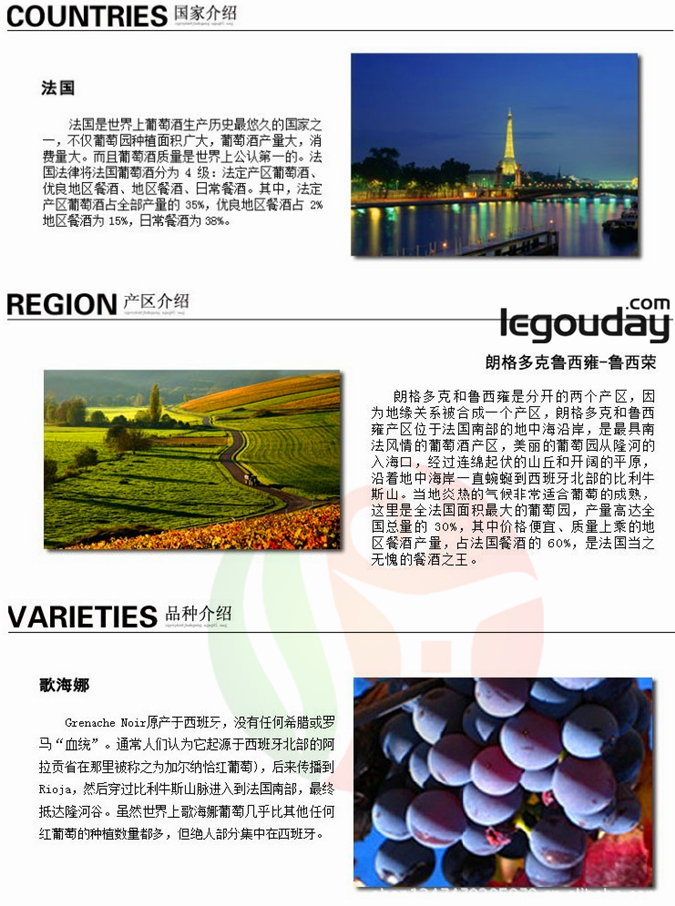 COUNTRIES 国家介绍
法国
法国是世界上葡萄酒生产历史最悠久的国家之
一，不仅葡萄园种植面积广大，葡萄酒产量大，消
费量大。而且葡萄酒质量是世界上公认第一的。法
国法律将法国葡萄酒分为 4 级：法定产区葡萄酒、
优良地区餐酒、地区餐酒、日常餐酒。其中，法定
产区葡萄酒占全部产量的 35%，优良地区餐酒占 2%
地区餐酒为 15%，日常餐酒为 38%。
REGION 产区介绍
legouday.com
朗格多克鲁西雍-鲁西荣
朗格多克和鲁西雍是分开的两个产区，因
为地缘关系被合成一个产区，朗格多克和鲁西
雍产区位于法国南部的地中海沿岸，是最具南
法风情的葡萄酒产区，美丽的葡萄园从隆河的
入海口，经过连绵起伏的山丘和开阔的平原，
沿着地中海岸一直蜿蜒到西班牙北部的比利牛
斯山。当地炎热的气候非常适合葡萄的成熟，
这里是全法国面积最大的葡萄园，产量高达全
国总量的 30%，其中价格便宜、质量上乘的地
区餐酒产量，占法国餐酒的 60%，是法国当之
无愧的餐酒之王。
VARIETIES 品种介绍
歌海娜
Grenache Noir原产于西班牙，没有任何希腊或罗
马“血统”。通常人们认为它起源于西班牙北部的阿
拉贡省在那里被称之为加尔纳恰红葡萄)，后来传播到
Rioja，然后穿过比利牛斯山脉进入到法国南部，最终
抵达隆河谷。虽然世界上歌海娜葡萄几乎比其他任何
红葡萄的种植数量都多，但绝大部分集中在西班牙。